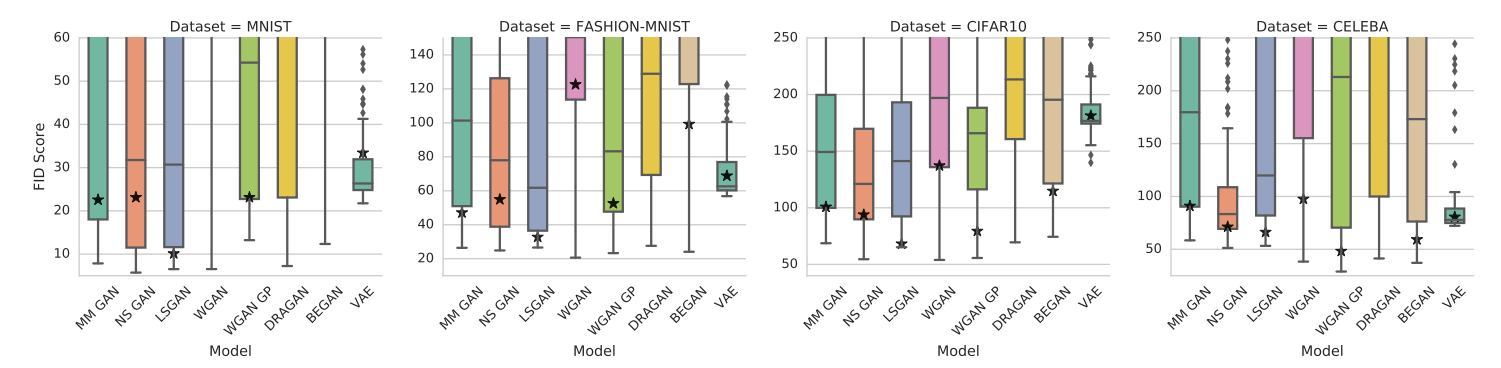 Dataset = MNIST
60
50
40
30
20
10
FID Score
MM GAN
NS GAN
LSGAN
WGAN
WGAN GP
DRAGAN
BEGAN
VAE
Model
Dataset = FASHION-MNIST
140
120
100
80
60
40
20
MM GAN
NS GAN
LSGAN
WGAN
WGAN GP
DRAGAN
BEGAN
VAE
Model
Dataset = CIFAR10
250
200
150
100
50
MM GAN
NS GAN
LSGAN
WGAN
WGAN GP
DRAGAN
BEGAN
VAE
Model
Dataset = CELEBA
250
200
150
100
50
MM GAN
NS GAN
LSGAN
WGAN
WGAN GP
DRAGAN
BEGAN
VAE
Model